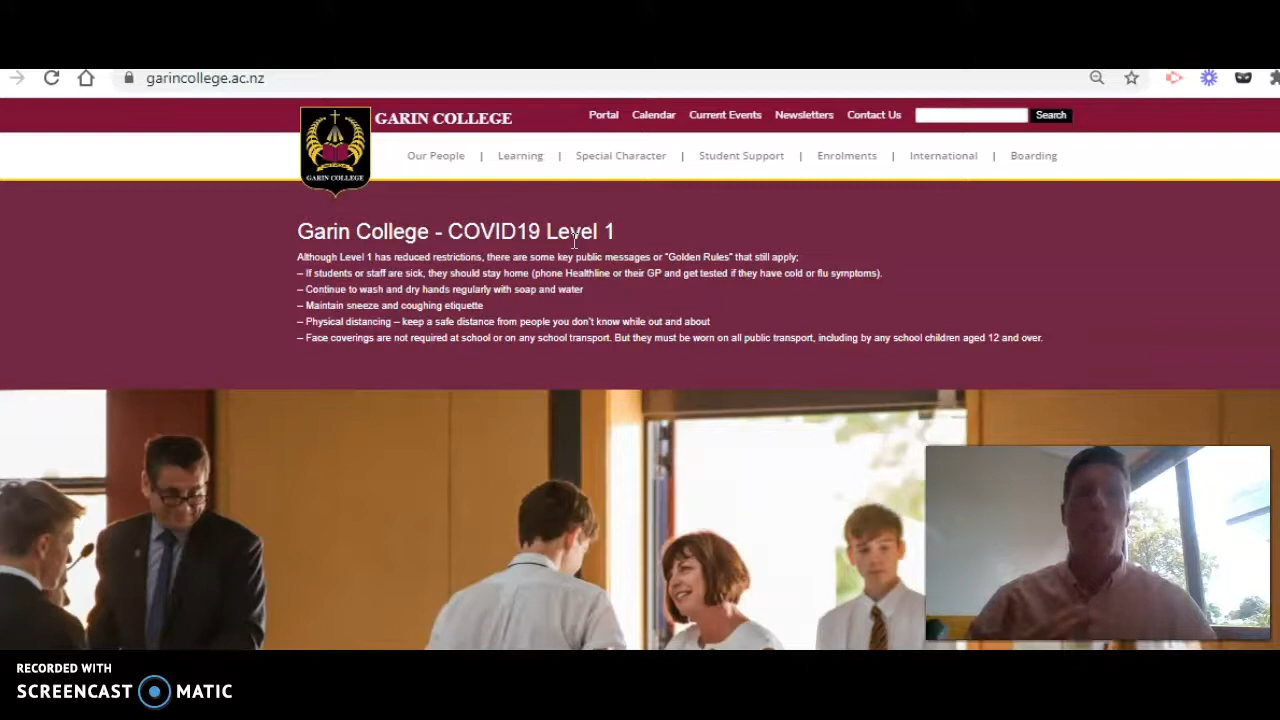 garincollege.ac.nz
GARIN COLLEGE
Portal Calendar Current Events Newsletters Contact Us Search
GARIN COLLEGE
Our People | Learning | Special Character | Student Support | Enrolments | International | Boarding
Garin College - COVID19 Level 1
Although Level 1 has reduced restrictions, there are some key public messages or "Golden Rules" that still apply;
– If students or staff are sick, they should stay home (phone Healthline or their GP and get tested if they have cold or flu symptoms).
– Continue to wash and dry hands regularly with soap and water
– Maintain sneeze and coughing etiquette
– Physical distancing – keep a safe distance from people you don't know while out and about
– Face coverings are not required at school or on any school transport. But they must be worn on all public transport, including by any school children aged 12 and over.
RECORDED WITH
SCREENCAST MATIC